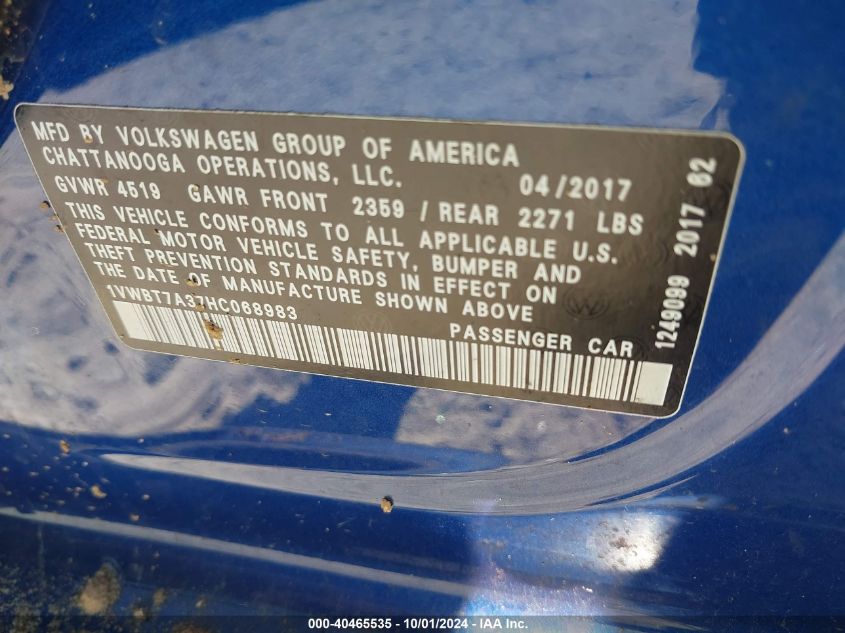 MFD BY VOLKSWAGEN GROUP OF AMERICA
CHATTANOOGA OPERATIONS, LLC. 04/2017
GVWR 4519 GAWR FRONT 2359 / REAR 2271 LBS
THIS VEHICLE CONFORMS TO ALL APPLICABLE U.S.
FEDERAL MOTOR VEHICLE SAFETY, BUMPER AND
THEFT PREVENTION STANDARDS IN EFFECT ON
THE DATE OF MANUFACTURE SHOWN ABOVE
1VWBT7A37HC068983
PASSENGER CAR
1249099 2017 62
000-40465535 - 10/01/2024 - IAA Inc.